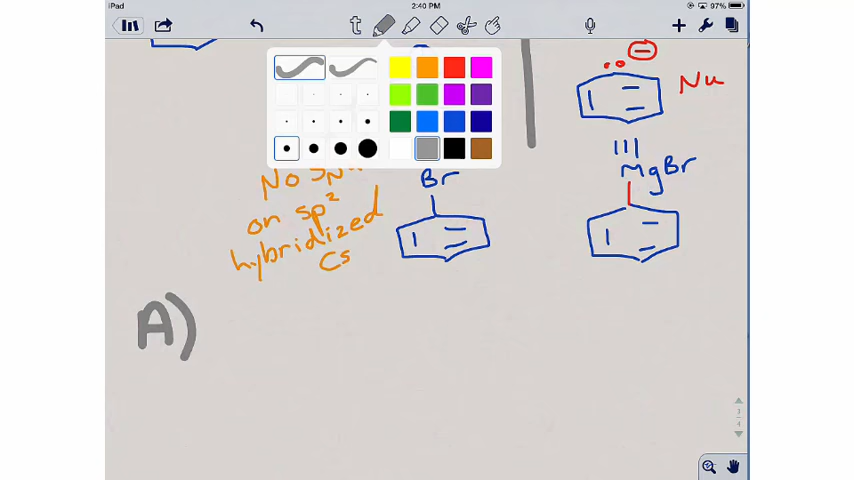 iPad
2:40 PM
97%
t
Nu
No SN
on sp2
hybridized
Cs
Br
MgBr
A)